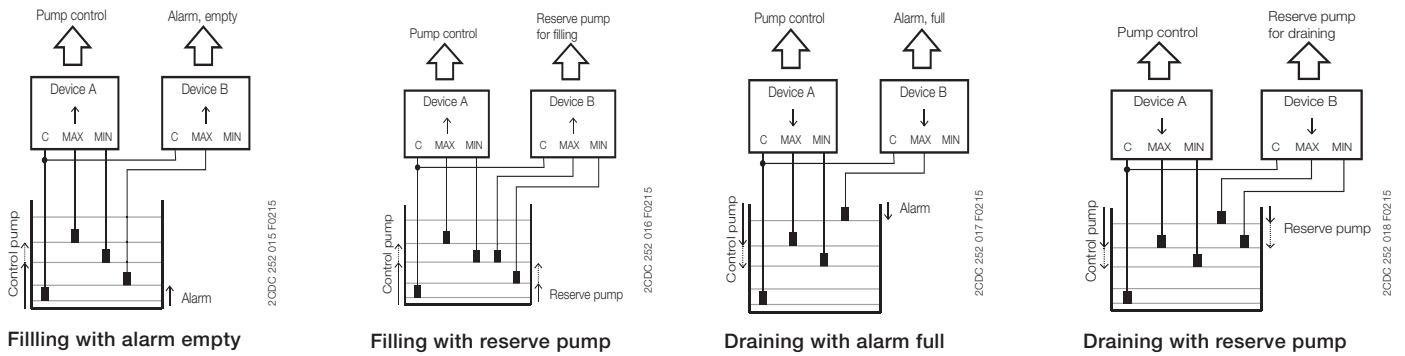 Pump control
Alarm, empty
Device A
Device B
C MAX MIN
C MAX MIN
Control pump
Alarm
2CDC 252 015 F0215
Fillling with alarm empty
Pump control
Reserve pump
for filling
Device A
Device B
C MAX MIN
C MAX MIN
Control pump
Reserve pump
2CDC 252 016 F0215
Filling with reserve pump
Pump control
Alarm, full
Device A
Device B
C MAX MIN
C MAX MIN
Control pump
Alarm
2CDC 252 017 F0215
Draining with alarm full
Pump control
Reserve pump
for draining
Device A
Device B
C MAX MIN
C MAX MIN
Control pump
Reserve pump
2CDC 252 018 F0215
Draining with reserve pump